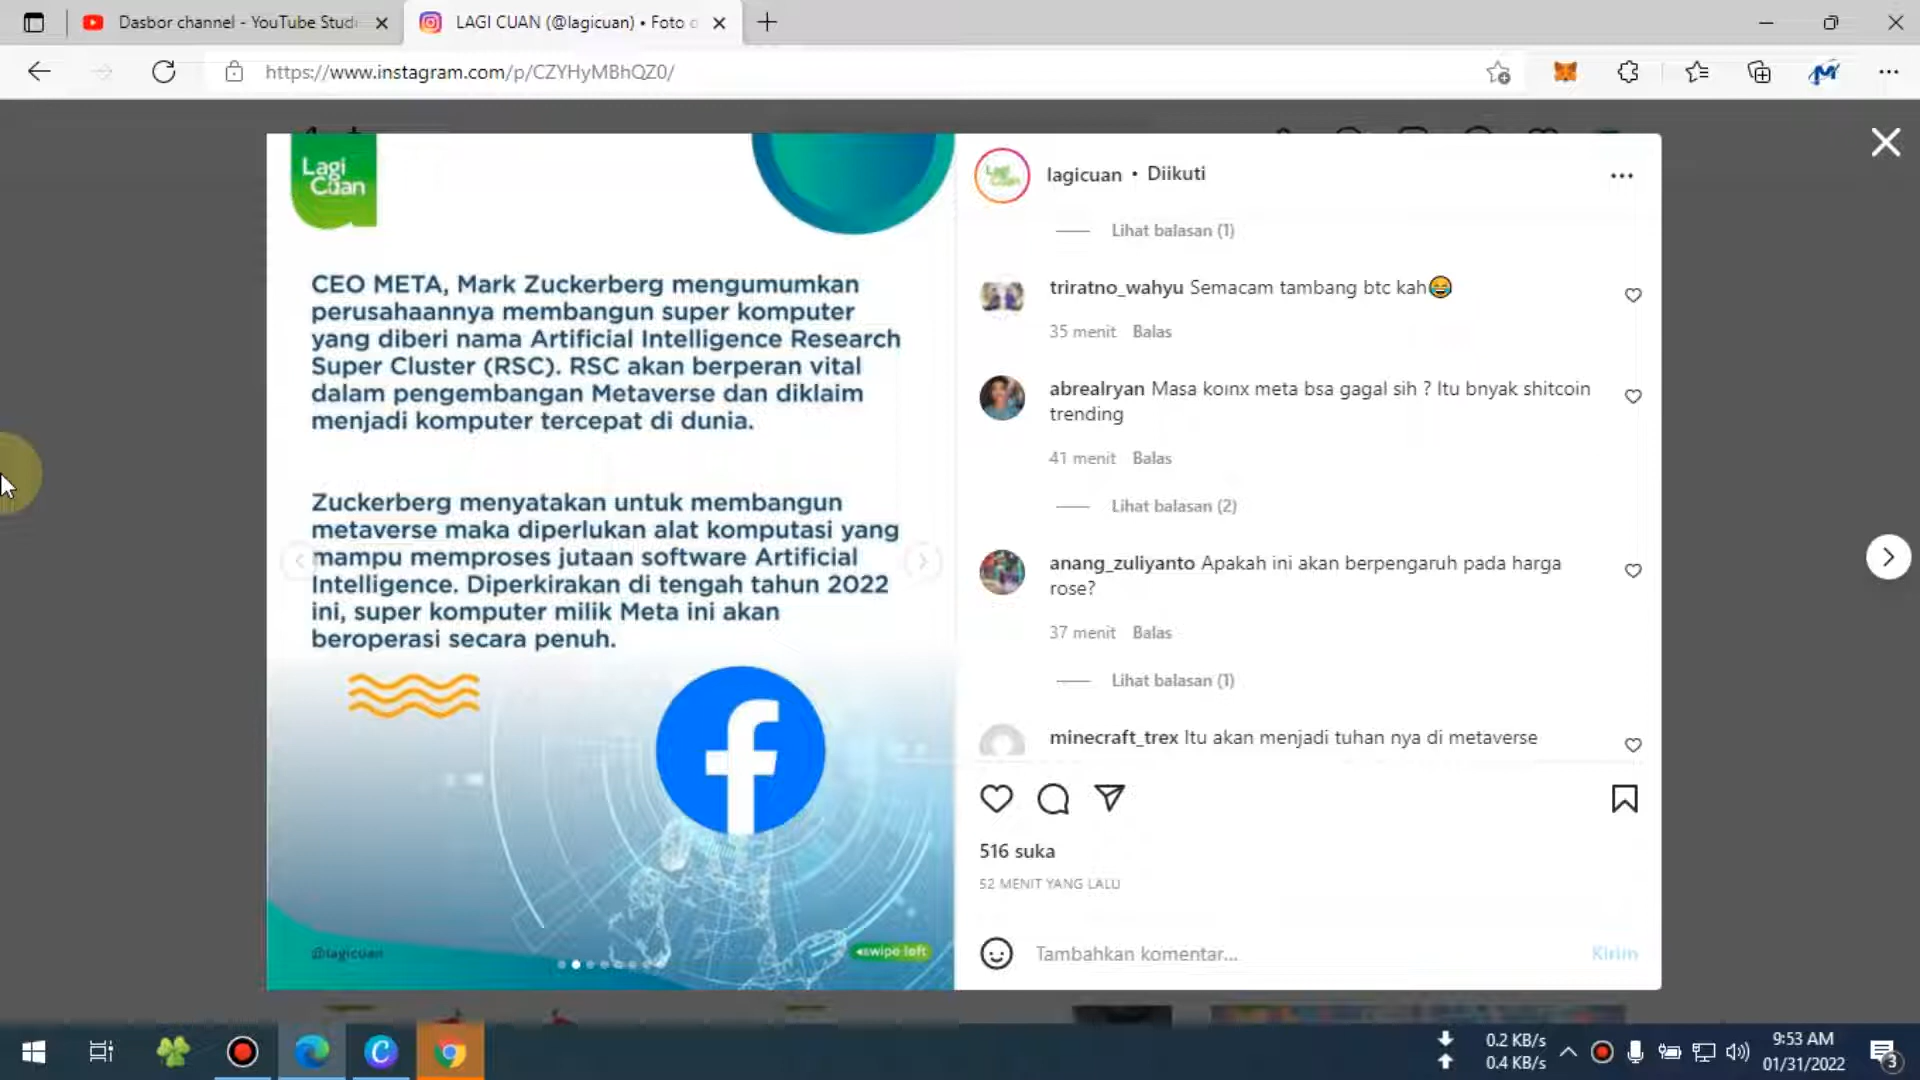 Dasbor channel - YouTube Stud
LAGI CUAN (@lagicuan) • Foto d
https://www.instagram.com/p/CZYHyMBhQZ0/
Lagi
Cuan
CEO META, Mark Zuckerberg mengumumkan
perusahaannya membangun super komputer
yang diberi nama Artificial Intelligence Research
Super Cluster (RSC). RSC akan berperan vital
dalam pengembangan Metaverse dan diklaim
menjadi komputer tercepat di dunia.
Zuckerberg menyatakan untuk membangun
metaverse maka diperlukan alat komputasi yang
mampu memproses jutaan software Artificial
Intelligence. Diperkirakan di tengah tahun 2022
ini, super komputer milik Meta ini akan
beroperasi secara penuh.
@lagicuan
swipe left
lagicuan • Diikuti
Lihat balasan (1)
triratno_wahyu Semacam tambang btc kah😂
35 menit Balas
abrealryan Masa koinx meta bsa gagal sih ? Itu bnyak shitcoin
trending
41 menit Balas
Lihat balasan (2)
anang_zuliyanto Apakah ini akan berpengaruh pada harga
rose?
37 menit Balas
Lihat balasan (1)
minecraft_trex Itu akan menjadi tuhan nya di metaverse
516 suka
52 MENIT YANG LALU
Tambahkan komentar...
Kirim
0.2 KB/s
0.4 KB/s
9:53 AM
01/31/2022
3